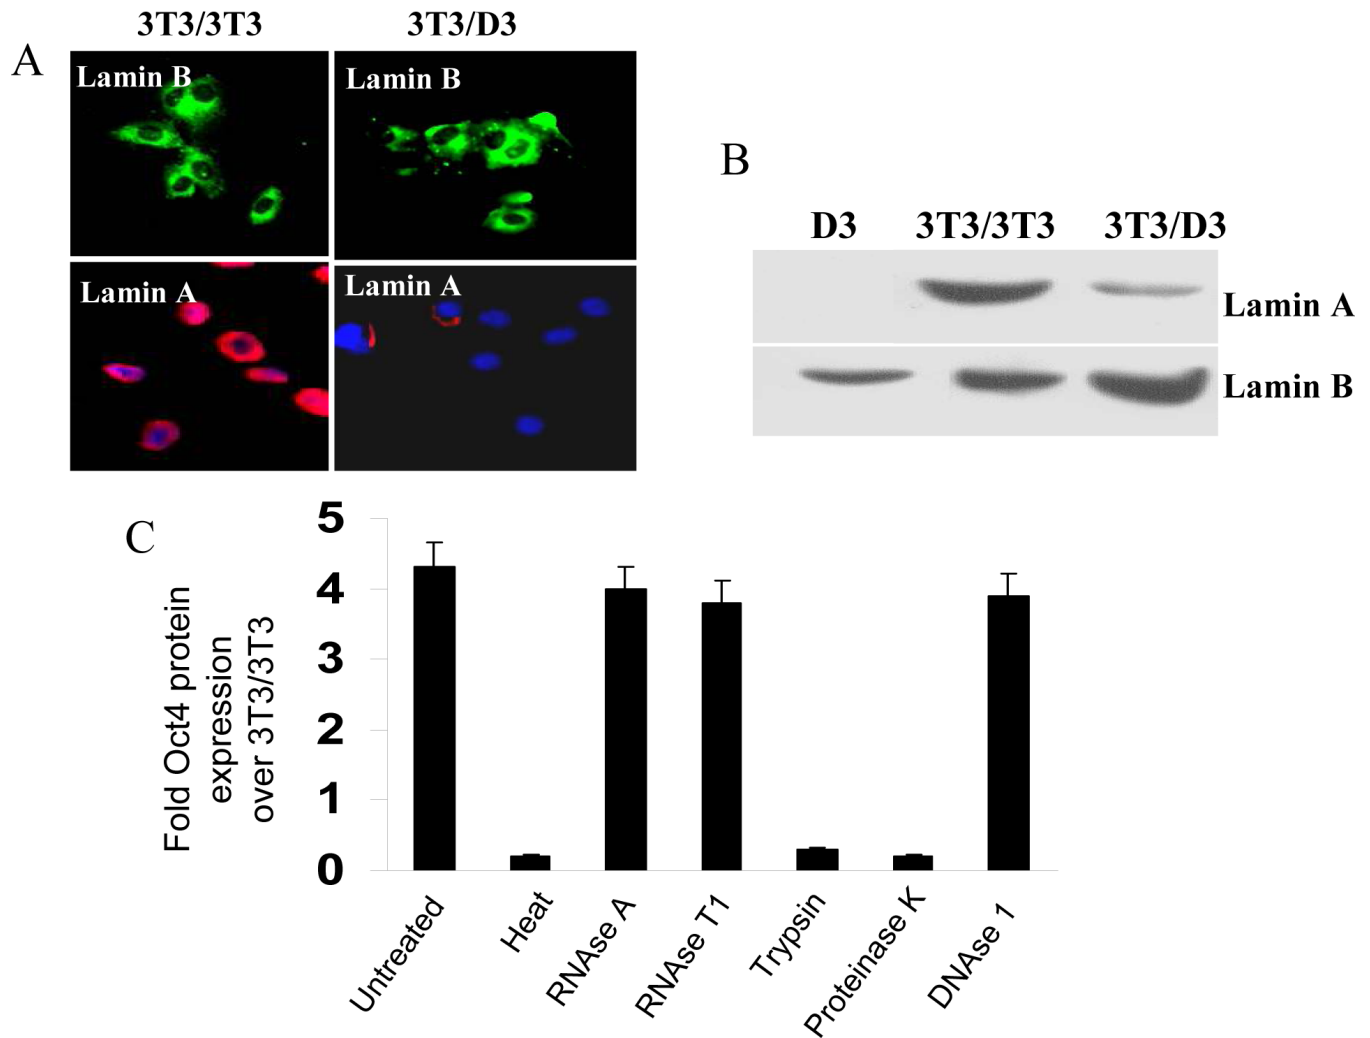 3T3/3T3
3T3/D3
A
Lamin B
Lamin B
Lamin A
Lamin A
B
D3
3T3/3T3
3T3/D3
Lamin A
Lamin B
C
Fold Oct4 protein
expression
over 3T3/3T3
5
4
3
2
1
0
Untreated
Heat
RNAse A
RNAse T1
Trypsin
Proteinase K
DNAse 1